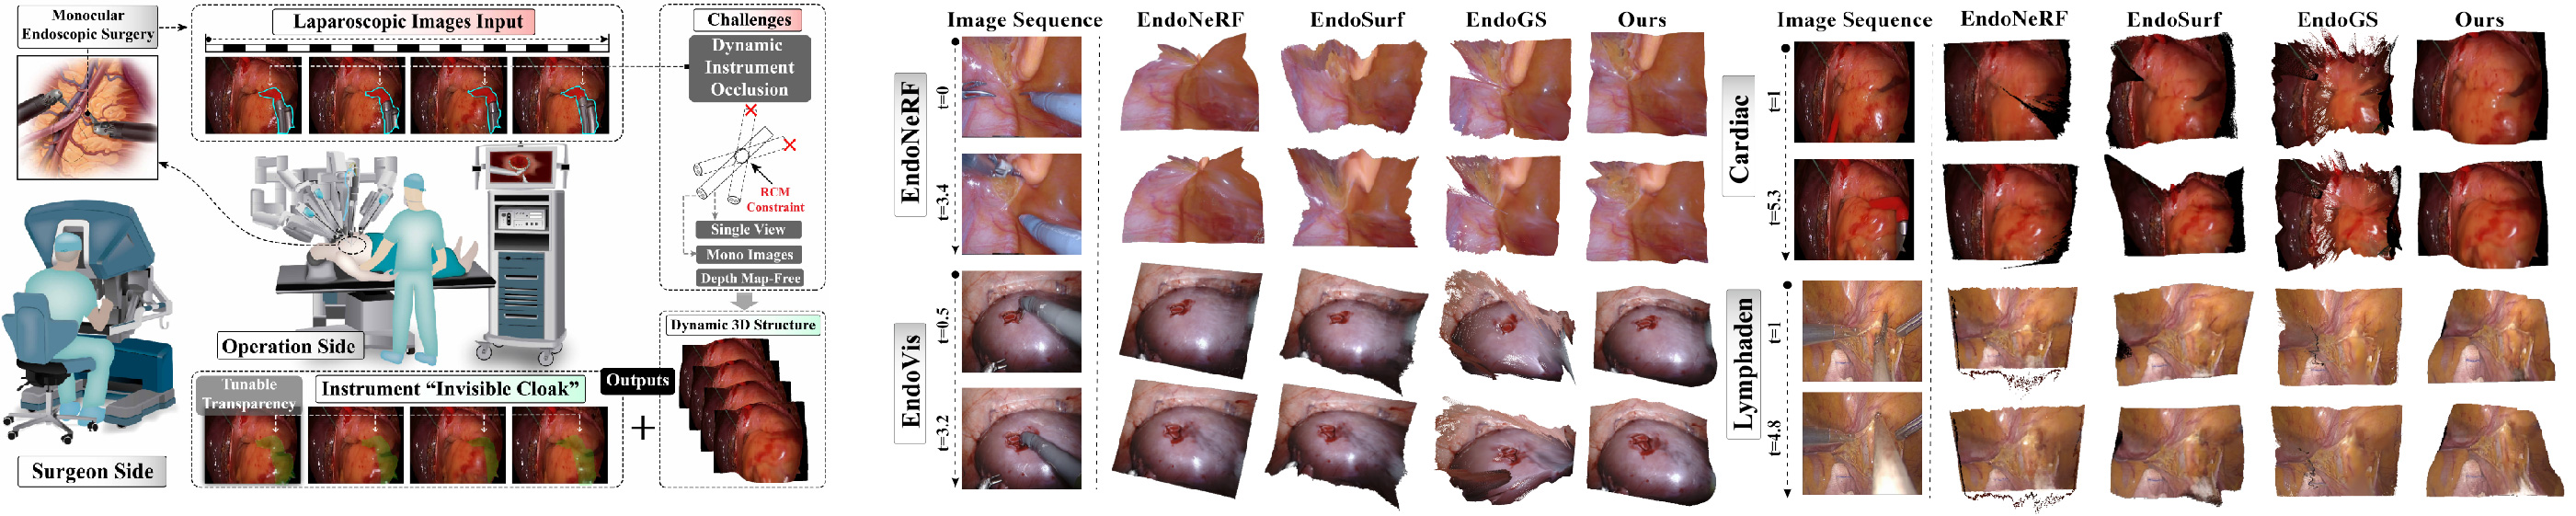 Monocular
Endoscopic Surgery
Laparoscopic Images Input
Challenges
Dynamic
Instrument
Occlusion
RCM
Constraint
Single View
Mono Images
Depth Map-Free
Dynamic 3D Structure
Operation Side
Surgeon Side
Tunable
Transparency
Instrument “Invisible Cloak”
Outputs
+
Image Sequence
EndoNeRF
EndoSurf
EndoGS
Ours
EndoNeRF
t=0
t=3.4
EndoVis
t=0.5
t=3.2
Image Sequence
EndoNeRF
EndoSurf
EndoGS
Ours
Cardiac
t=1
t=5.3
Lymphaden
t=1
t=4.8